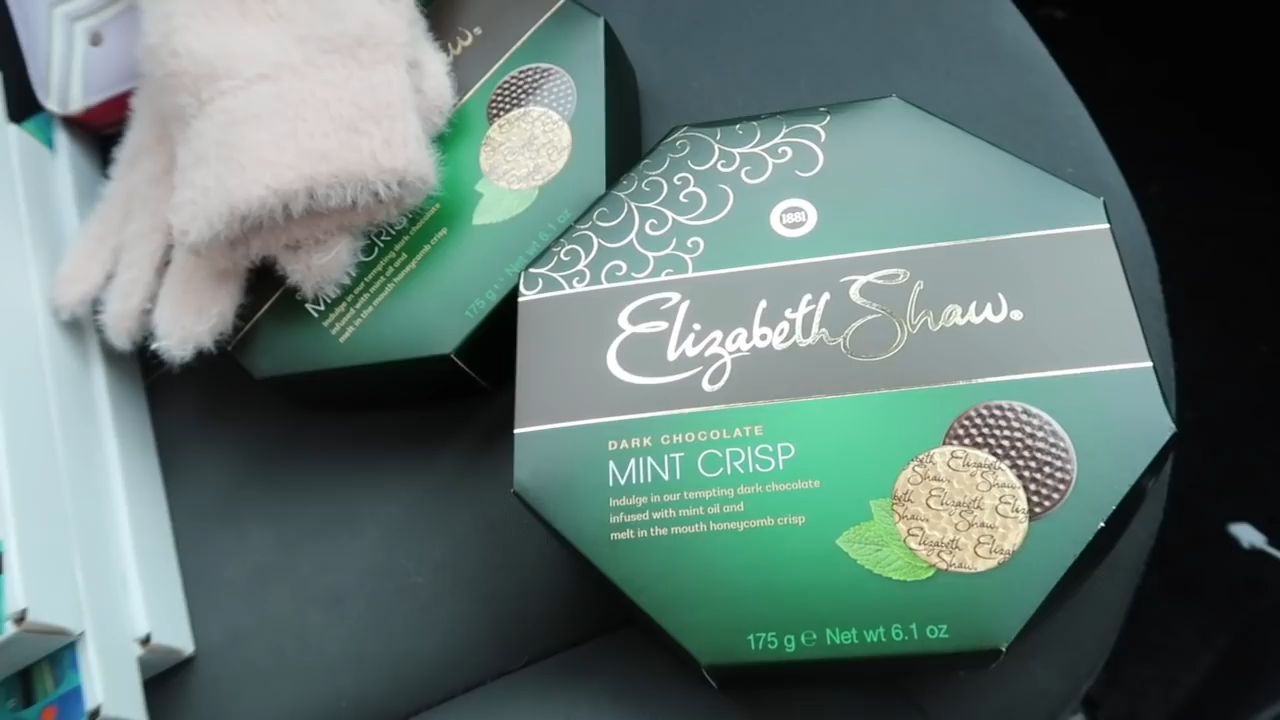 1881
Elizabeth Shaw.
DARK CHOCOLATE
MINT CRISP
Indulge in our tempting dark chocolate
infused with mint oil and
melt in the mouth honeycomb crisp
Elizabeth
Shaw.
Elizabeth
Shaw.
Elizabeth
Shaw.
175 g e Net wt 6.1 oz
aw.
MI
CRIS
Indulge in our tempting dark chocolate
infused with mint oil and
melt in the mouth honeycomb crisp
175 g e Net wt 6.1 oz